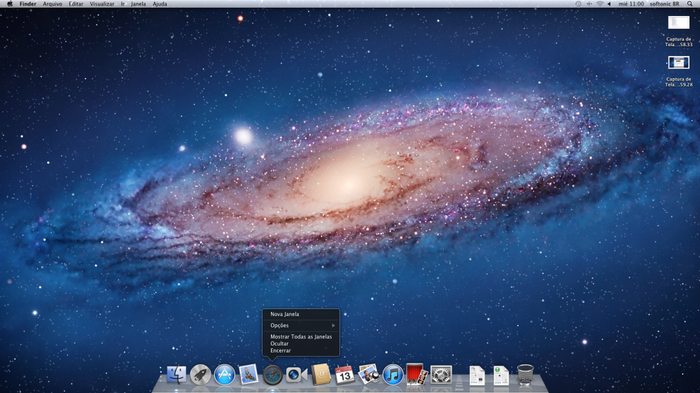 Finder Arquivo Editar Visualizar Ir Janela Ajuda
mié 11:00 softonic BR
Captura de
Tela ...58.33
Captura de
Tela ...59.28
Nova Janela
Opções
Mostrar Todas as Janelas
Ocultar
Encerrar
13